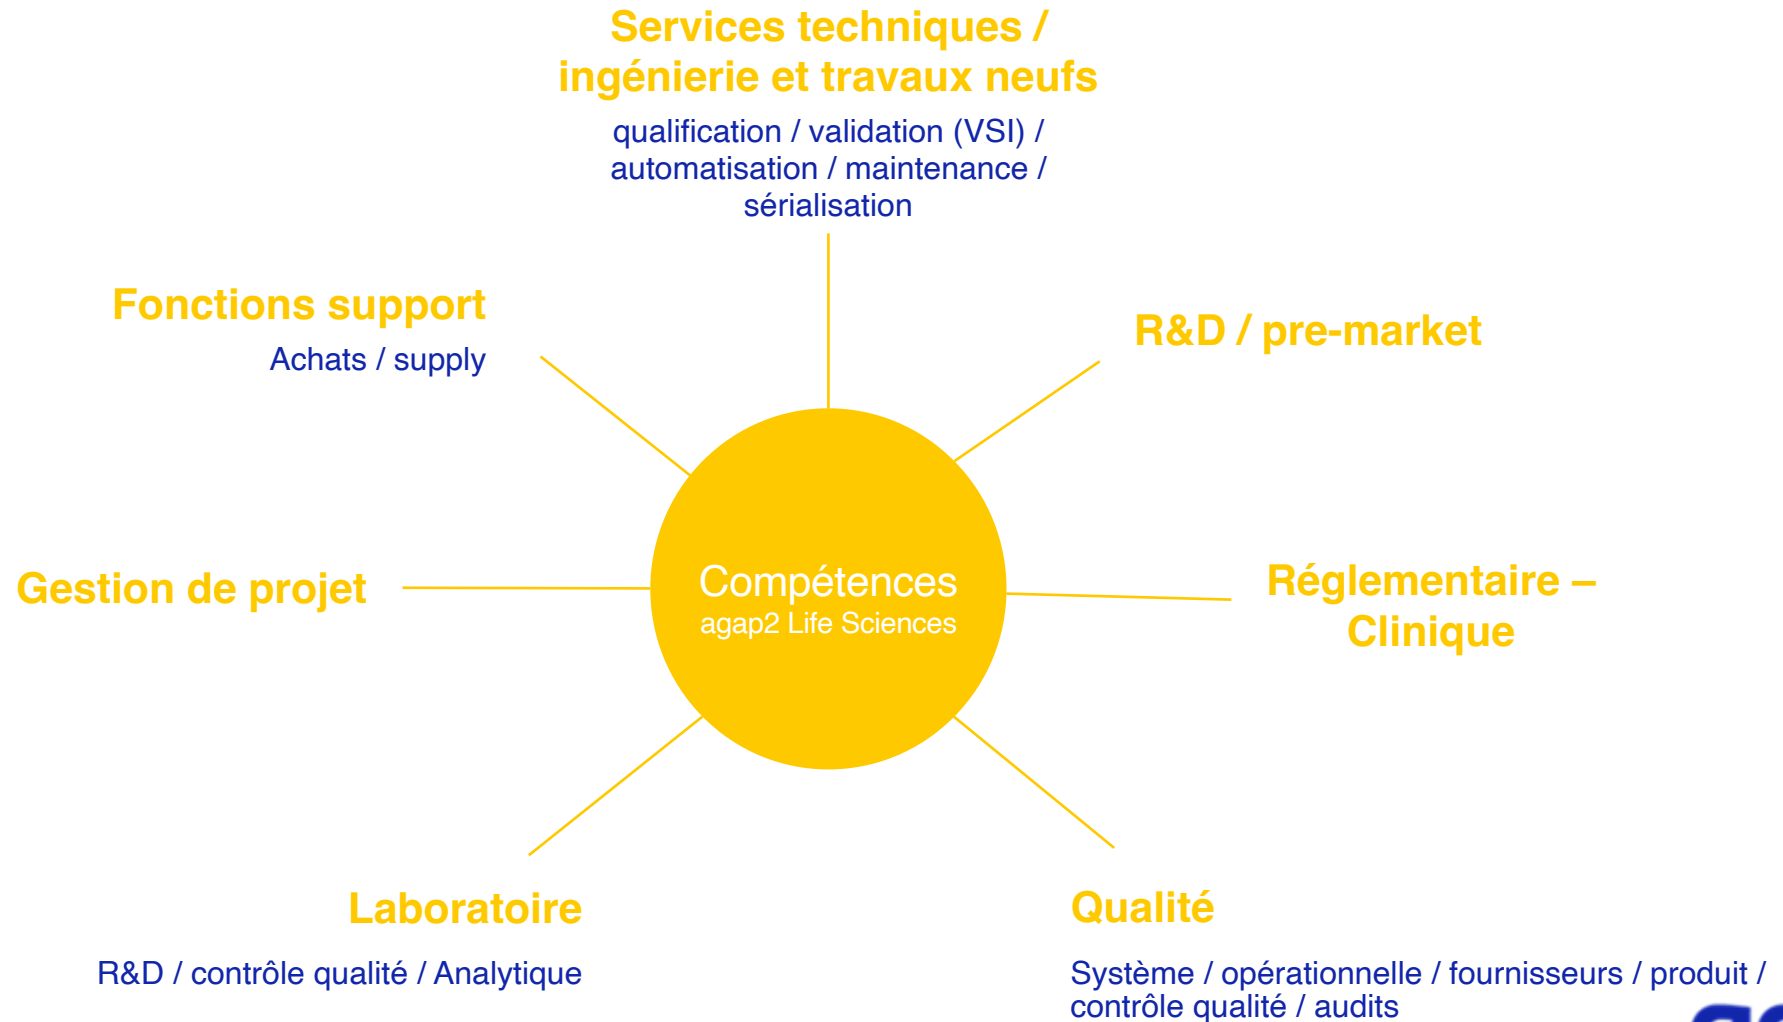 Services techniques /
ingénierie et travaux neufs
qualification / validation (VSI) /
automatisation / maintenance /
sérialisation
Fonctions support
Achats / supply
R&D / pre-market
Gestion de projet
Compétences
agap2 Life Sciences
Réglementaire –
Clinique
Laboratoire
R&D / contrôle qualité / Analytique
Qualité
Système / opérationnelle / fournisseurs / produit /
contrôle qualité / audits